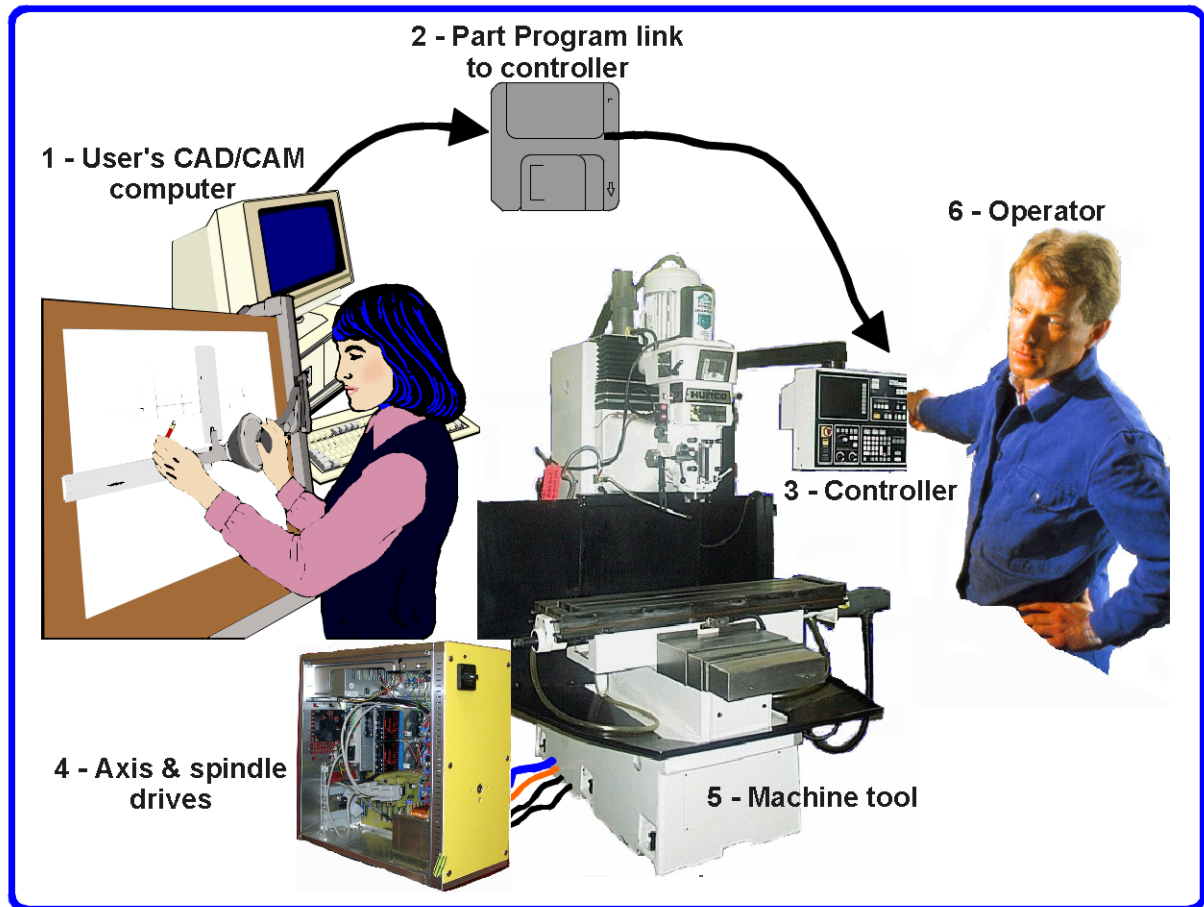 2 - Part Program link
to controller
1 - User's CAD/CAM
computer
6 - Operator
HURCO
3 - Controller
4 - Axis & spindle
drives
5 - Machine tool